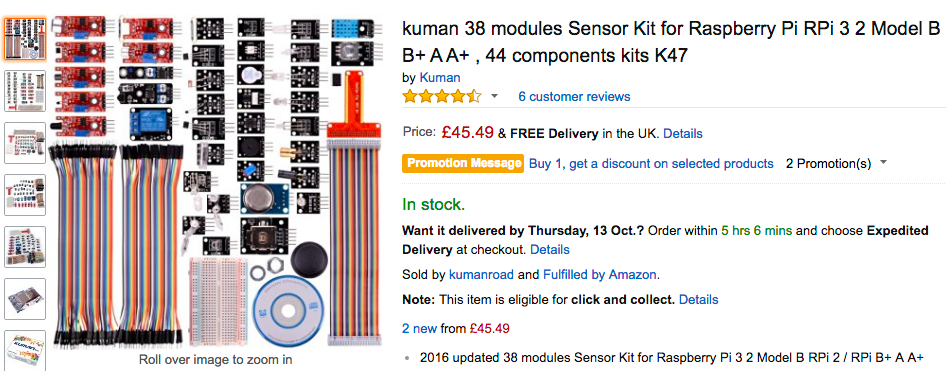 kuman 38 modules Sensor Kit for Raspberry Pi RPi 3 2 Model B
B+ A A+ , 44 components kits K47
by Kuman
6 customer reviews
Price: £45.49 & FREE Delivery in the UK. Details
Promotion Message Buy 1, get a discount on selected products 2 Promotion(s)
In stock.
Want it delivered by Thursday, 13 Oct.? Order within 5 hrs 6 mins and choose Expedited
Delivery at checkout. Details
Sold by kumanroad and Fulfilled by Amazon.
Note: This item is eligible for click and collect. Details
2 new from £45.49
2016 updated 38 modules Sensor Kit for Raspberry Pi 3 2 Model B RPi 2 / RPi B+ A A+
Roll over image to zoom in